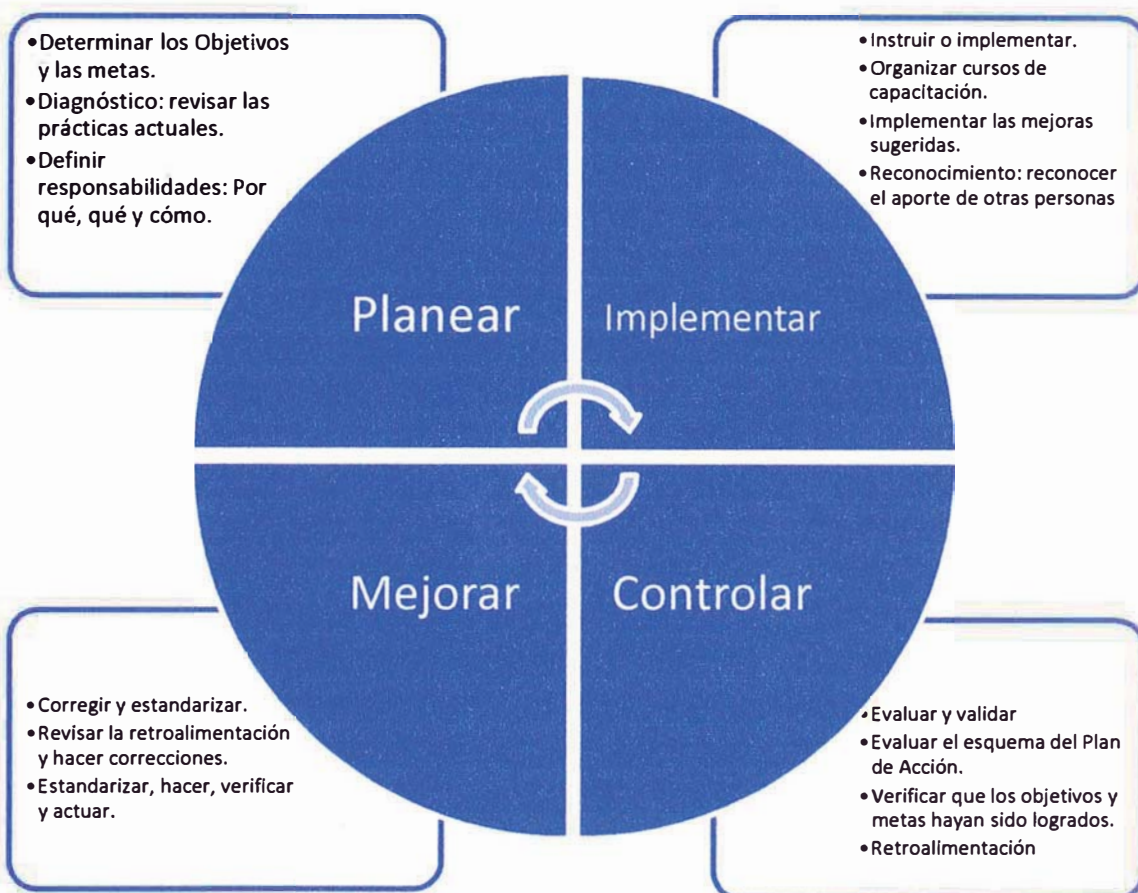 •Determinar los Objetivos
y las metas.
•Diagnóstico: revisar las
prácticas actuales.
•Definir
responsabilidades: Por
qué, qué y cómo.
•Instruir o implementar.
•Organizar cursos de
capacitación.
•Implementar las mejoras
sugeridas.
•Reconocimiento: reconocer
el aporte de otras personas
Planear
Implementar
Mejorar
Controlar
•Corregir y estandarizar.
•Revisar la retroalimentación
y hacer correcciones.
•Estandarizar, hacer, verificar
y actuar.
•Evaluar y validar
•Evaluar el esquema del Plan
de Acción.
•Verificar que los objetivos y
metas hayan sido logrados.
•Retroalimentación